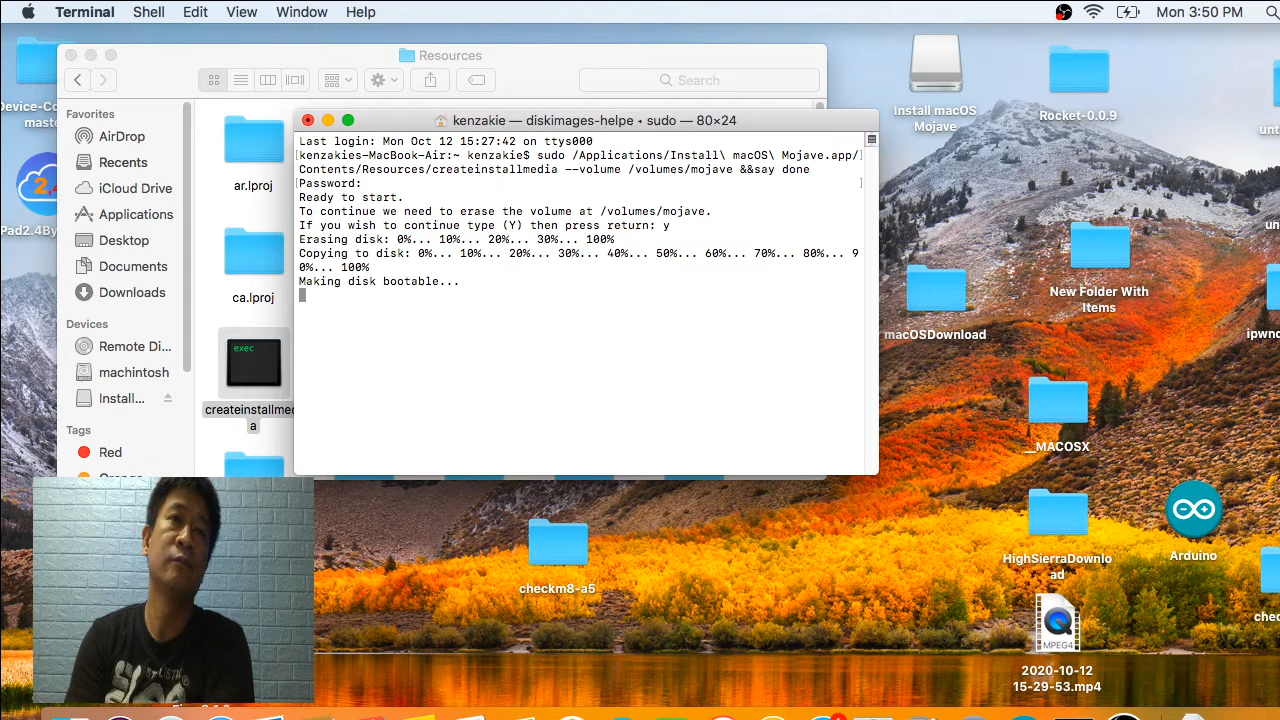 Terminal Shell Edit View Window Help
Mon 3:50 PM
Resources
Search
Favorites
AirDrop
Recents
iCloud Drive
Applications
Desktop
Documents
Downloads
Devices
Remote Di...
machintosh
Install...
Tags
Red
ar.lproj
ca.lproj
exec
createinstallmed
a
kenzakie — diskimages-helpe ◂ sudo — 80×24
Last login: Mon Oct 12 15:27:42 on ttys000
[kenzakies-MacBook-Air:~ kenzakie$ sudo /Applications/Install\ macOS\ Mojave.app/]
Contents/Resources/createinstallmedia --volume /volumes/mojave &&say done
[Password: ]
Ready to start.
To continue we need to erase the volume at /volumes/mojave.
If you wish to continue type (Y) then press return: y
Erasing disk: 0%... 10%... 20%... 30%... 100%
Copying to disk: 0%... 10%... 20%... 30%... 40%... 50%... 60%... 70%... 80%... 9
0%... 100%
Making disk bootable...
Install macOS
Mojave
Rocket-0.0.9
New Folder With
Items
macOSDownload
ipwnd
__MACOSX
HighSierraDownlo
ad
Arduino
checkm8-a5
MPEG4
2020-10-12
15-29-53.mp4